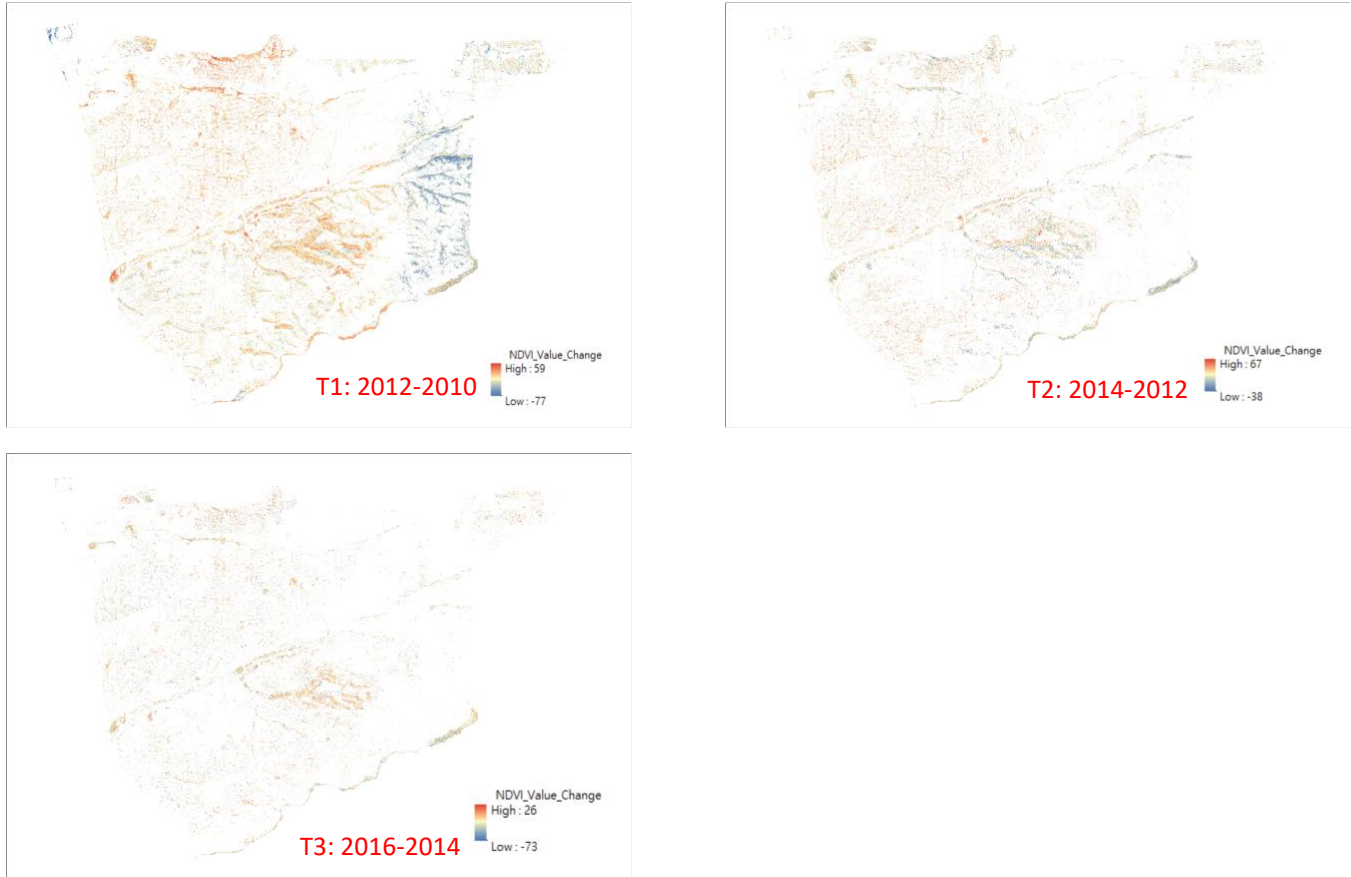 NDVI_Value_Change
High : 59
Low : -77
T1: 2012-2010
NDVI_Value_Change
High : 67
Low : -38
T2: 2014-2012
NDVI_Value_Change
High : 26
Low : -73
T3: 2016-2014